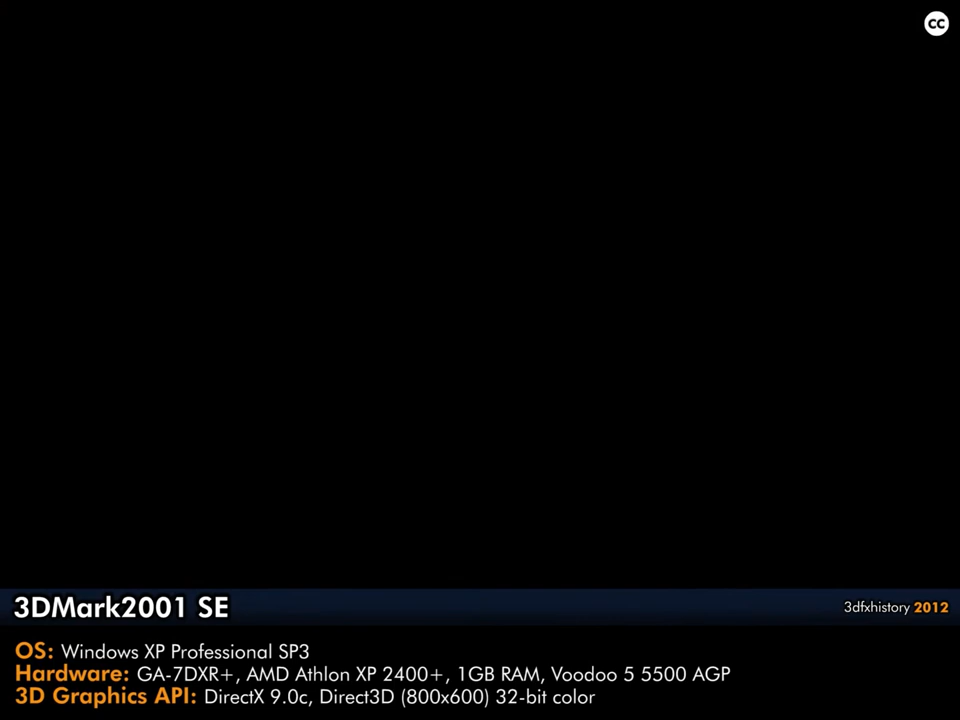 cc
3DMark2001 SE
3dfxhistory 2012
OS: Windows XP Professional SP3
Hardware: GA-7DXR+, AMD Athlon XP 2400+, 1GB RAM, Voodoo 5 5500 AGP
3D Graphics API: DirectX 9.0c, Direct3D (800x600) 32-bit color